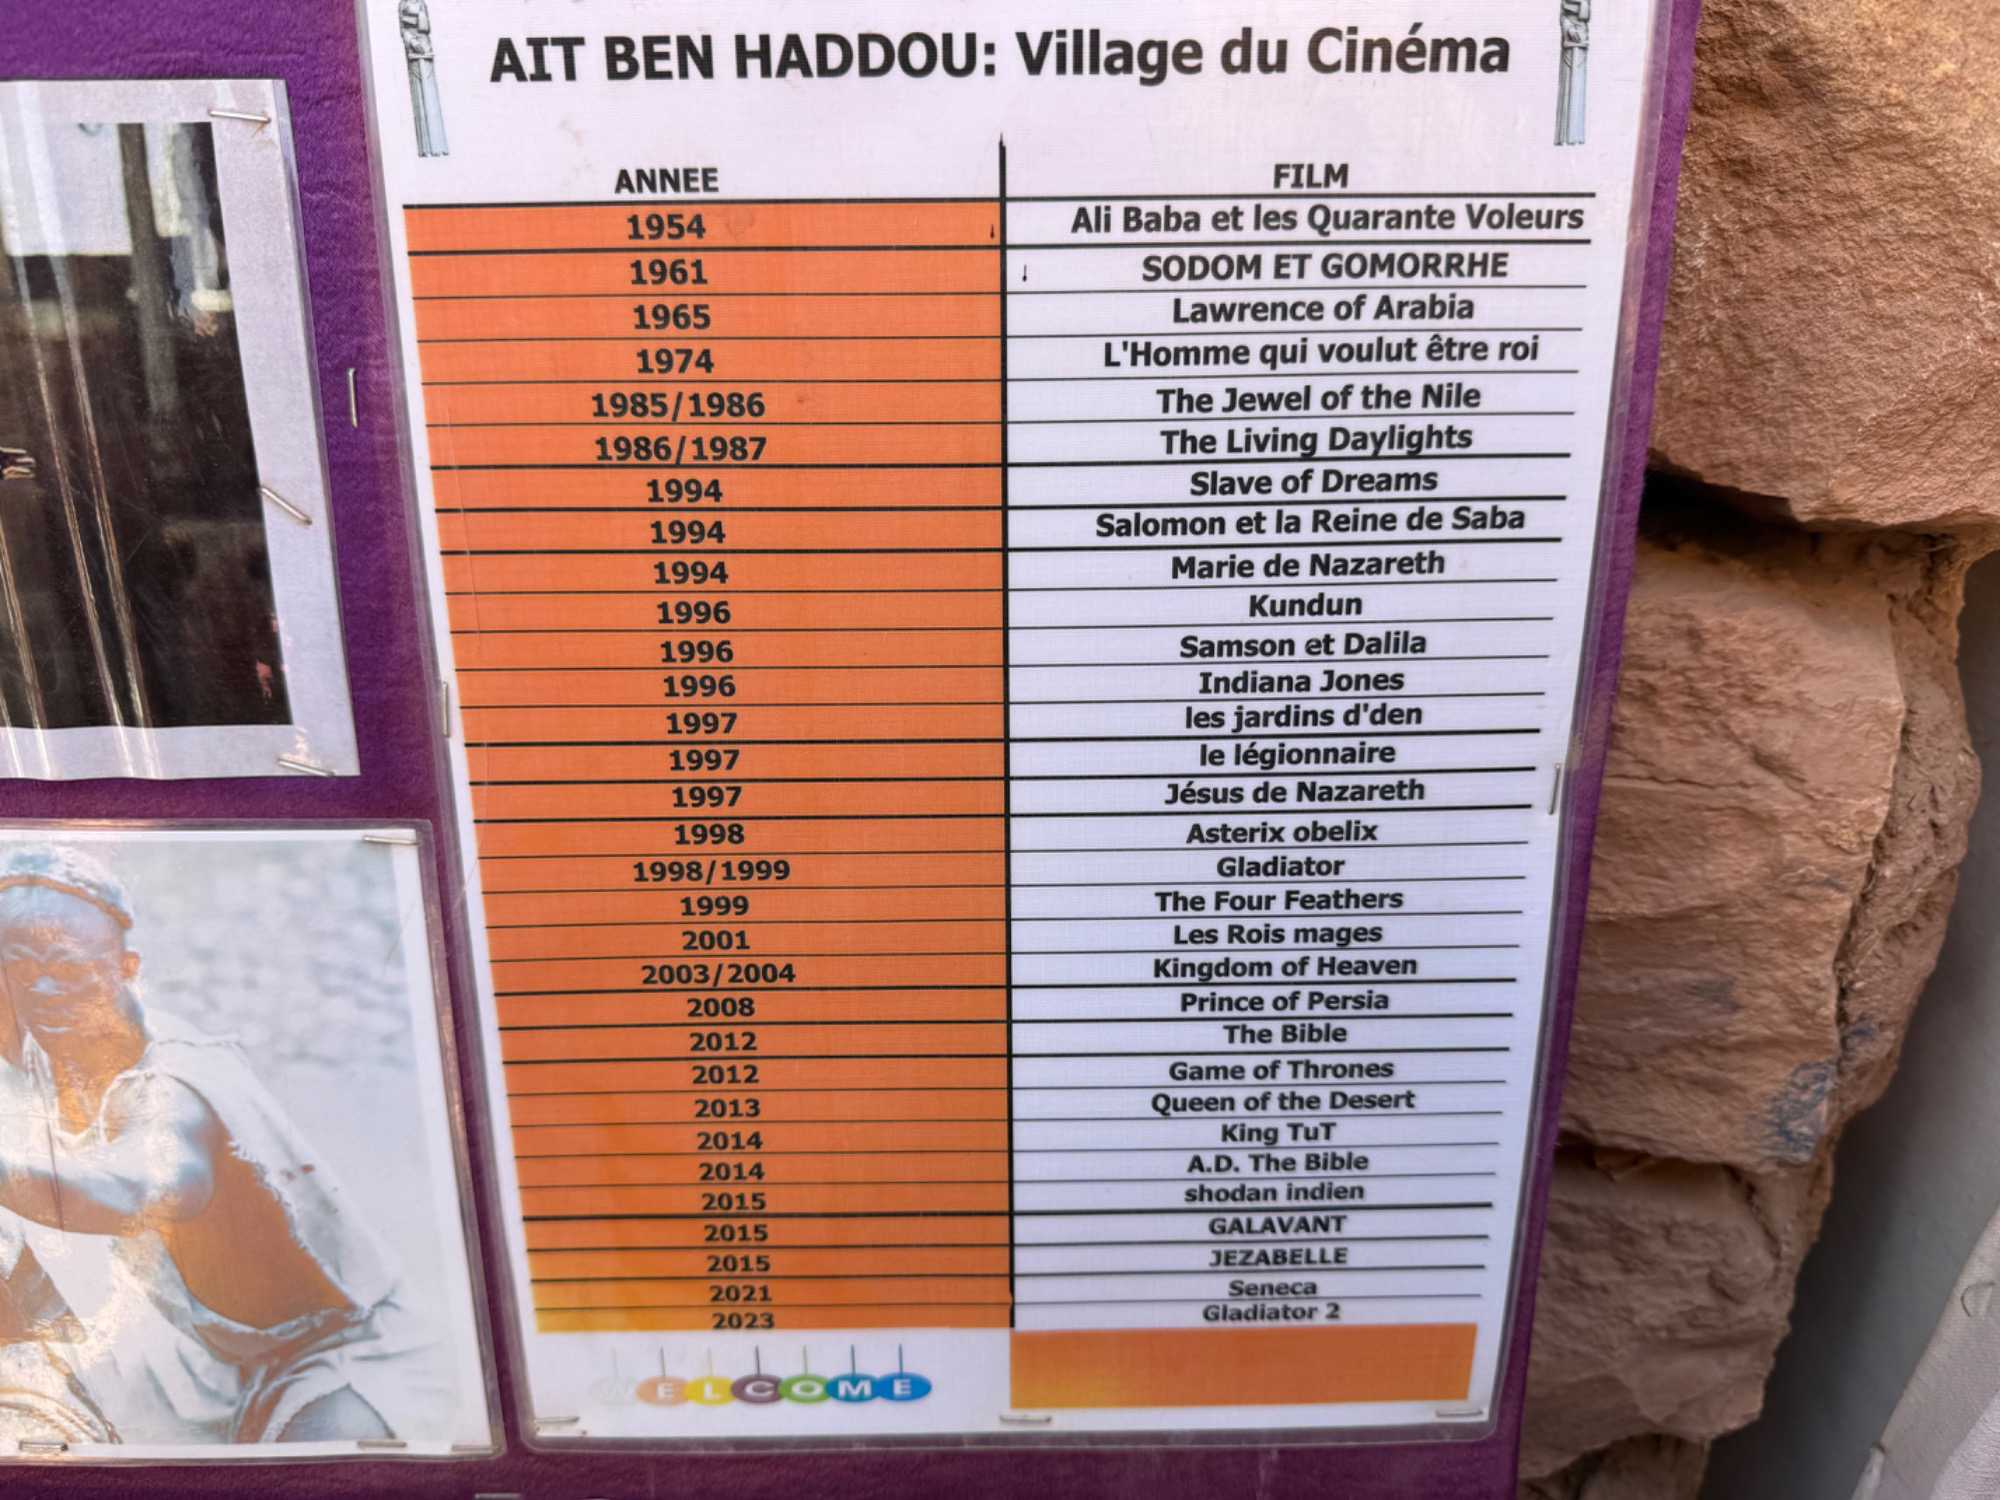 AIT BEN HADDOU: Village du Cinéma
ANNEE FILM
1954 Ali Baba et les Quarante Voleurs
1961 SODOM ET GOMORRHE
1965 Lawrence of Arabia
1974 L'Homme qui voulut être roi
1985/1986 The Jewel of the Nile
1986/1987 The Living Daylights
1994 Slave of Dreams
1994 Salomon et la Reine de Saba
1994 Marie de Nazareth
1996 Kundun
1996 Samson et Dalila
1996 Indiana Jones
1997 les jardins d'den
1997 le légionnaire
1997 Jésus de Nazareth
1998 Asterix obelix
1998/1999 Gladiator
1999 The Four Feathers
2001 Les Rois mages
2003/2004 Kingdom of Heaven
2008 Prince of Persia
2012 The Bible
2012 Game of Thrones
2013 Queen of the Desert
2014 King TuT
2014 A.D. The Bible
2015 shodan indien
2015 GALAVANT
2015 JEZABELLE
2021 Seneca
2023 Gladiator 2
WELCOME